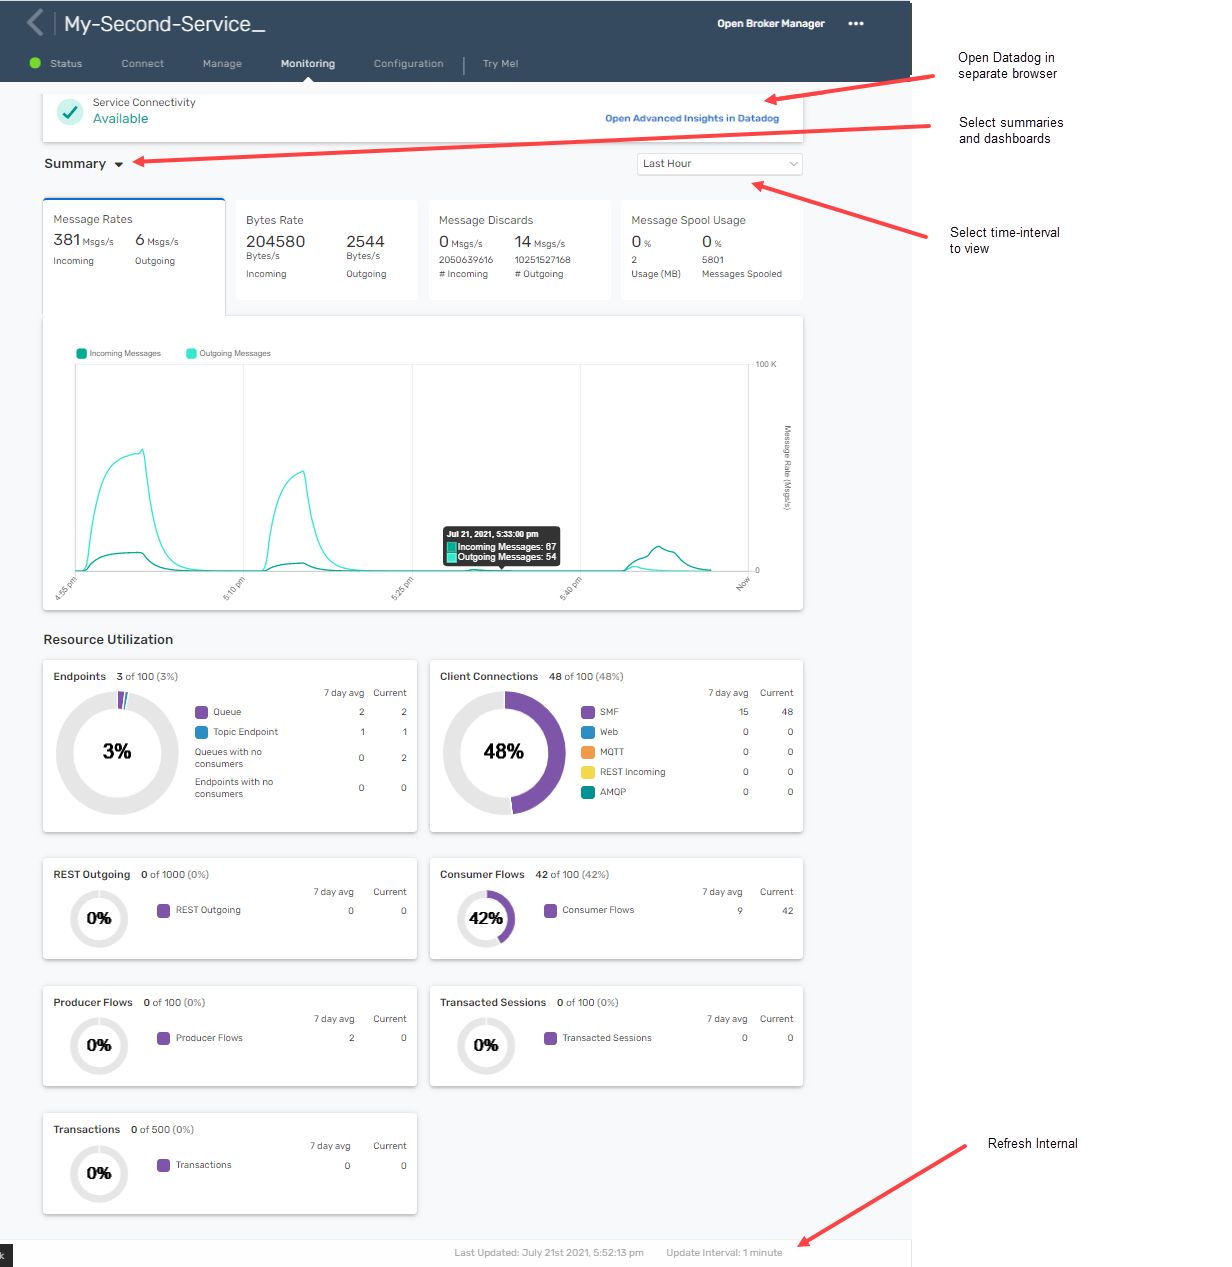 My-Second-Service_
Open Broker Manager
Status Connect Manage Monitoring Configuration Try Me!
Open Datadog in
separate browser
Service Connectivity
Available
Open Advanced Insights in Datadog
Select summaries
and dashboards
Summary
Last Hour
Select time-interval
to view
Message Rates
381 Msgs/s 6 Msgs/s
Incoming Outgoing
Bytes Rate
204580 2544
Bytes/s Bytes/s
Incoming Outgoing
Message Discards
0 Msgs/s 14 Msgs/s
2050639616 10251527168
# Incoming # Outgoing
Message Spool Usage
0 % 0 %
2 5801
Usage (MB) Messages Spooled
Incoming Messages Outgoing Messages
100 K
Message Rate (Msgs/s)
Jul 21, 2021, 5:33:00 pm
Incoming Messages: 67
Outgoing Messages: 54
0
4:55 pm 5:10 pm 5:25 pm 5:40 pm Now
Resource Utilization
Endpoints 3 of 100 (3%)
7 day avg Current
3%
Queue 2 2
Topic Endpoint 1 1
Queues with no
consumers 0 2
Endpoints with no
consumers 0 0
Client Connections 48 of 100 (48%)
7 day avg Current
48%
SMF 15 48
Web 0 0
MQTT 0 0
REST Incoming 0 0
AMQP 0 0
REST Outgoing 0 of 1000 (0%)
7 day avg Current
0%
REST Outgoing 0 0
Consumer Flows 42 of 100 (42%)
7 day avg Current
42%
Consumer Flows 9 42
Producer Flows 0 of 100 (0%)
7 day avg Current
0%
Producer Flows 2 0
Transacted Sessions 0 of 100 (0%)
7 day avg Current
0%
Transacted Sessions 0 0
Transactions 0 of 500 (0%)
7 day avg Current
0%
Transactions 0 0
Refresh Internal
k
Last Updated: July 21st 2021, 5:52:13 pm Update Interval: 1 minute